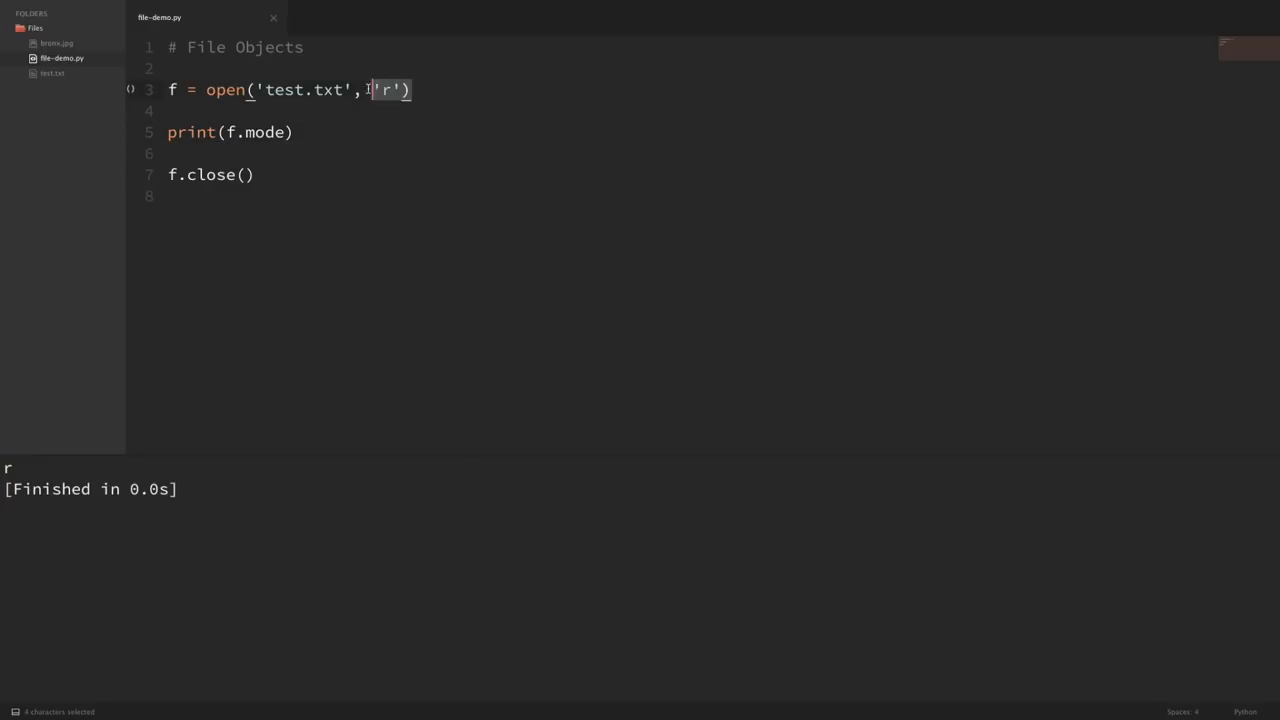 FOLDERS
Files
bronx.jpg
file-demo.py
test.txt
file-demo.py ×
1 # File Objects
2
() 3 f = open('test.txt', 'r')
4
5 print(f.mode)
6
7 f.close()
8
r
[Finished in 0.0s]
4 characters selected
Spaces: 4
Python